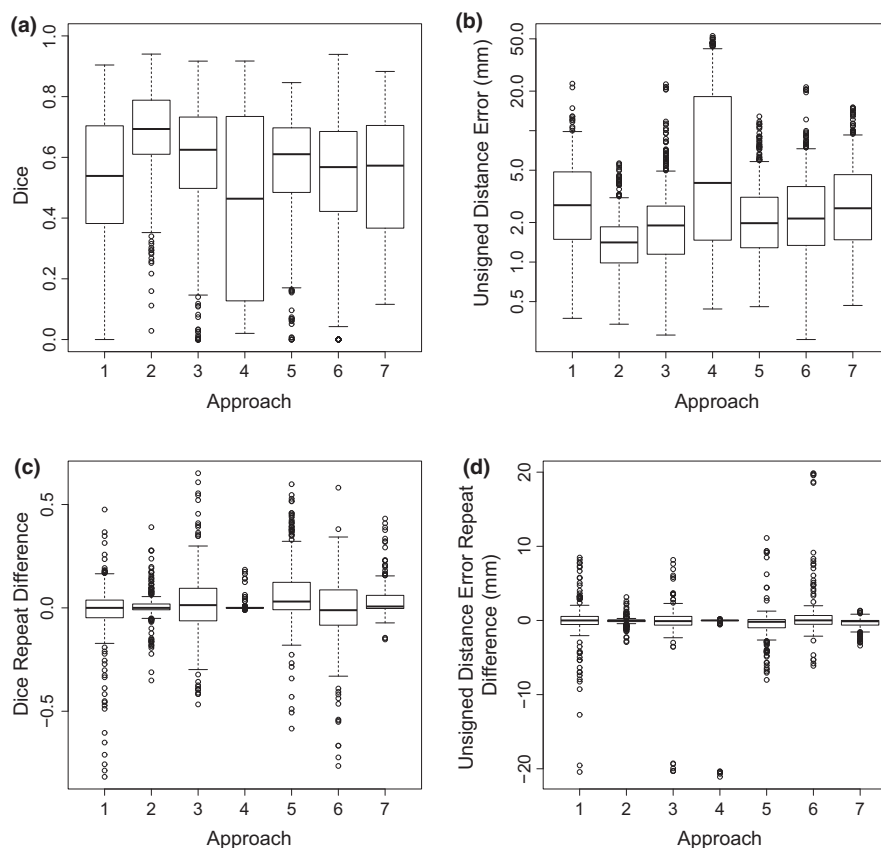 (a)
Dice
1.0
0.8
0.6
0.4
0.2
0.0
1 2 3 4 5 6 7
Approach
(b)
Unsigned Distance Error (mm)
50.0
20.0
5.0
2.0
1.0
0.5
1 2 3 4 5 6 7
Approach
(c)
Dice Repeat Difference
0.5
0.0
−0.5
1 2 3 4 5 6 7
Approach
(d)
Unsigned Distance Error Repeat
Difference (mm)
20
10
0
−10
−20
1 2 3 4 5 6 7
Approach